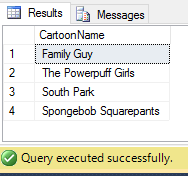 Results Messages
CartoonName
1 Family Guy
2 The Powerpuff Girls
3 South Park
4 Spongebob Squarepants
Query executed successfully.